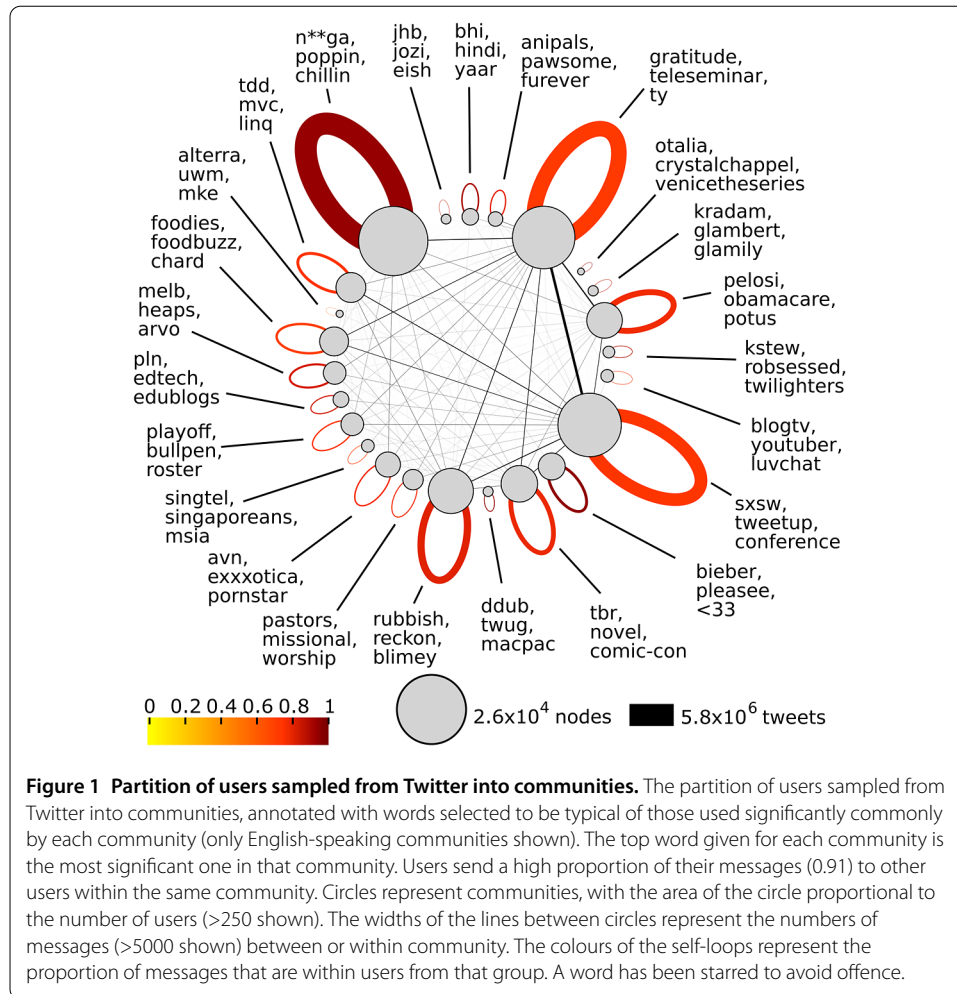 n**ga,
poppin,
chillin
jhb,
jozi,
eish
bhi,
hindi,
yaar
anipals,
pawsome,
furever
gratitude,
teleseminar,
ty
tdd,
mvc,
linq
otalia,
crystalchappel,
venicetheseries
alterra,
uwm,
mke
kradam,
glambert,
glamily
foodies,
foodbuzz,
chard
pelosi,
obamacare,
potus
melb,
heaps,
arvo
kstew,
robsessed,
twilighters
pln,
edtech,
edublogs
blogtv,
youtuber,
luvchat
playoff,
bullpen,
roster
singtel,
singaporeans,
msia
sxsw,
tweetup,
conference
avn,
exxxotica,
pornstar
bieber,
pleasee,
<33
pastors,
missional,
worship
rubbish,
reckon,
blimey
ddub,
twug,
macpac
tbr,
novel,
comic-con
0 0.2 0.4 0.6 0.8 1
2.6x10⁴ nodes
5.8x10⁶ tweets
Figure 1 Partition of users sampled from Twitter into communities. The partition of users sampled from
Twitter into communities, annotated with words selected to be typical of those used significantly commonly
by each community (only English-speaking communities shown). The top word given for each community is
the most significant one in that community. Users send a high proportion of their messages (0.91) to other
users within the same community. Circles represent communities, with the area of the circle proportional to
the number of users (>250 shown). The widths of the lines between circles represent the numbers of
messages (>5000 shown) between or within community. The colours of the self-loops represent the
proportion of messages that are within users from that group. A word has been starred to avoid offence.